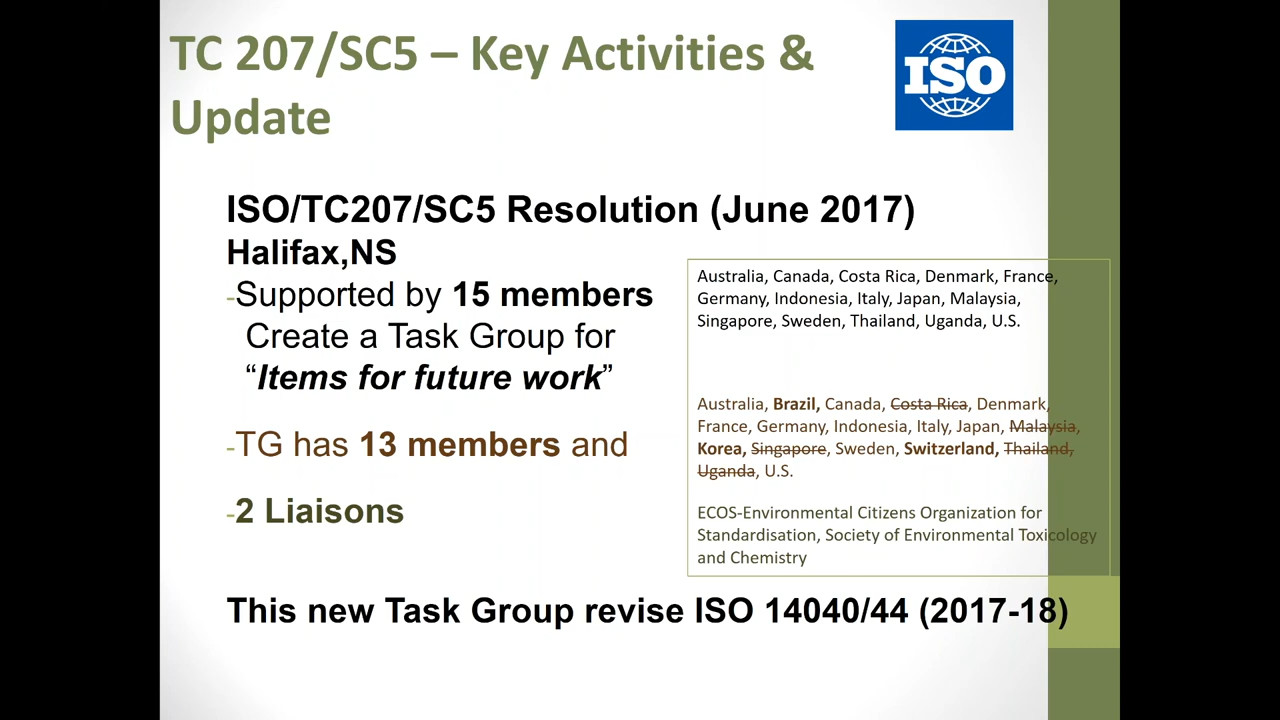 TC 207/SC5 – Key Activities &
Update
ISO
ISO/TC207/SC5 Resolution (June 2017)
Halifax,NS
-Supported by 15 members
Create a Task Group for
“Items for future work”
-TG has 13 members and
-2 Liaisons
Australia, Canada, Costa Rica, Denmark, France,
Germany, Indonesia, Italy, Japan, Malaysia,
Singapore, Sweden, Thailand, Uganda, U.S.
Australia, Brazil, Canada, Costa Rica, Denmark,
France, Germany, Indonesia, Italy, Japan, Malaysia,
Korea, Singapore, Sweden, Switzerland, Thailand,
Uganda, U.S.
ECOS-Environmental Citizens Organization for
Standardisation, Society of Environmental Toxicology
and Chemistry
This new Task Group revise ISO 14040/44 (2017-18)